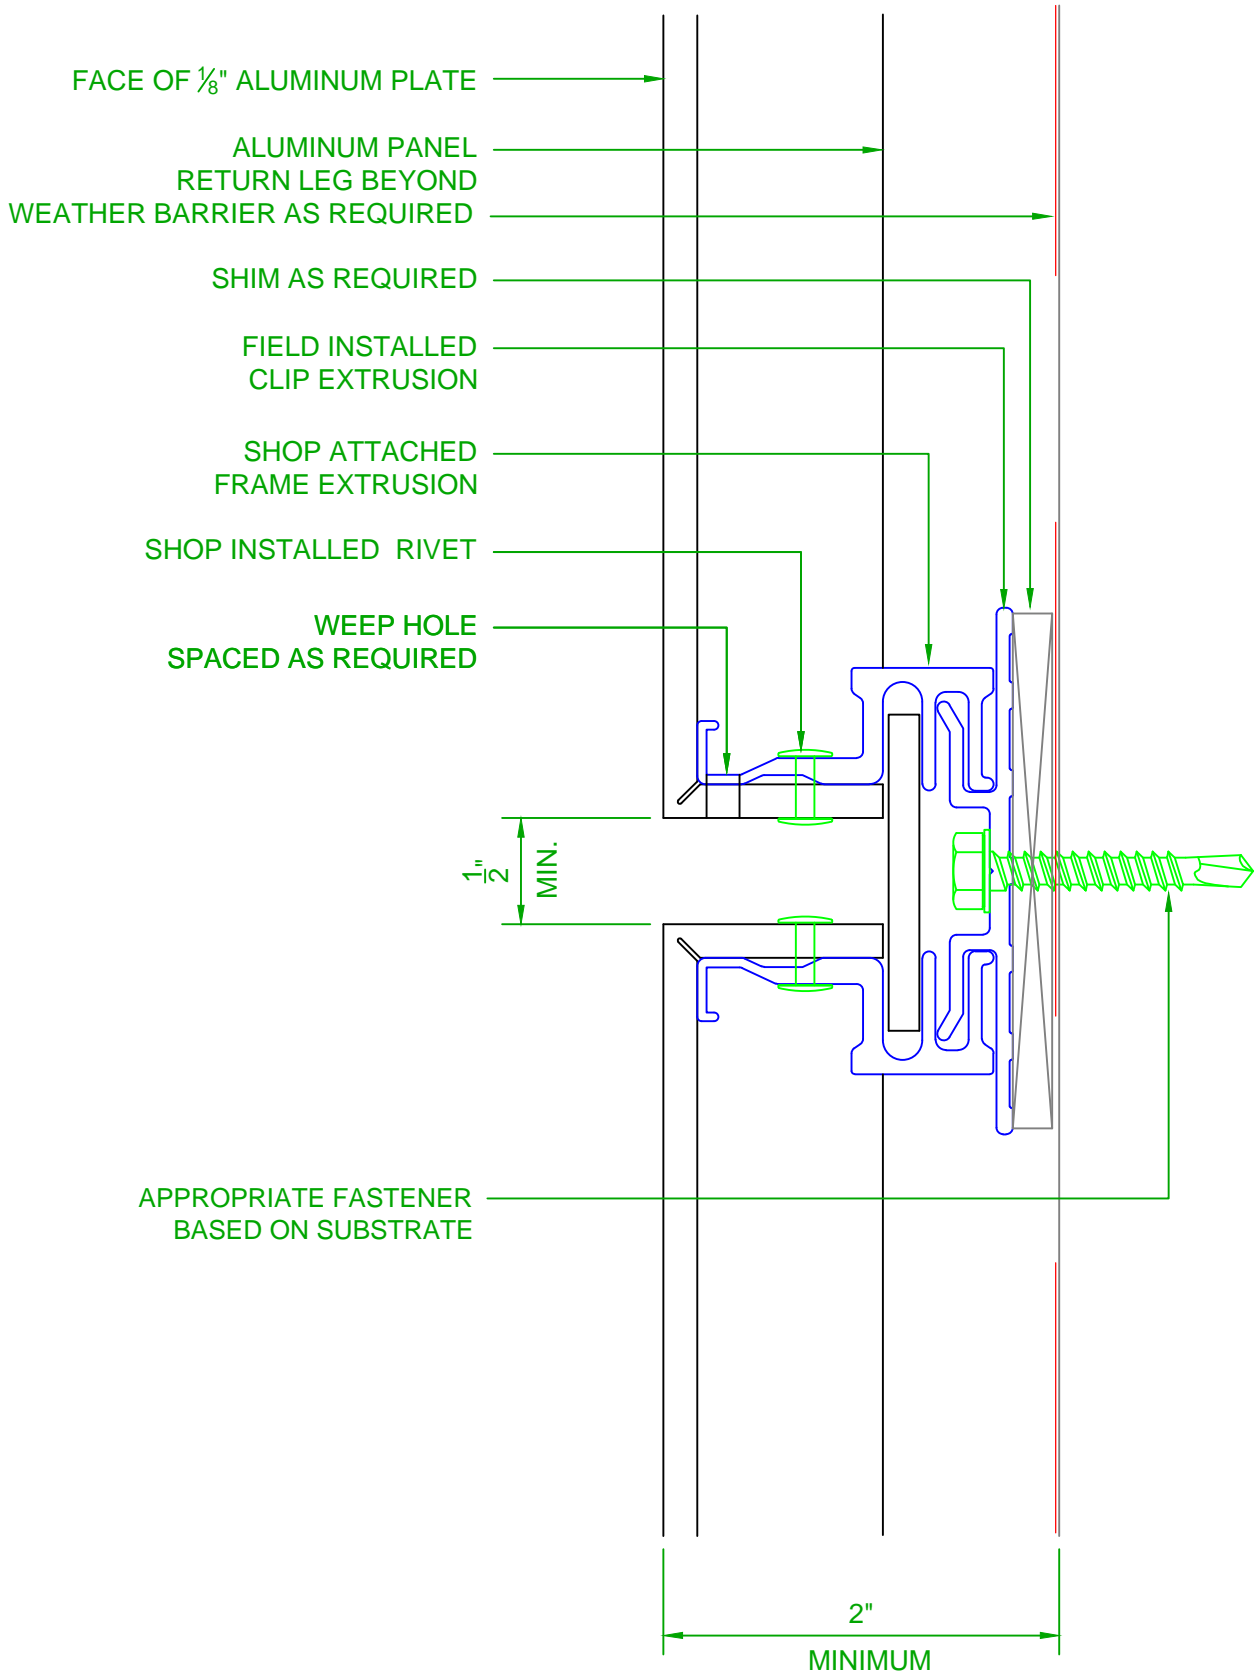 FACE OF ⅛" ALUMINUM PLATE
ALUMINUM PANEL
RETURN LEG BEYOND
WEATHER BARRIER AS REQUIRED
SHIM AS REQUIRED
FIELD INSTALLED
CLIP EXTRUSION
SHOP ATTACHED
FRAME EXTRUSION
SHOP INSTALLED RIVET
WEEP HOLE
SPACED AS REQUIRED
1/2"
MIN.
APPROPRIATE FASTENER
BASED ON SUBSTRATE
2"
MINIMUM